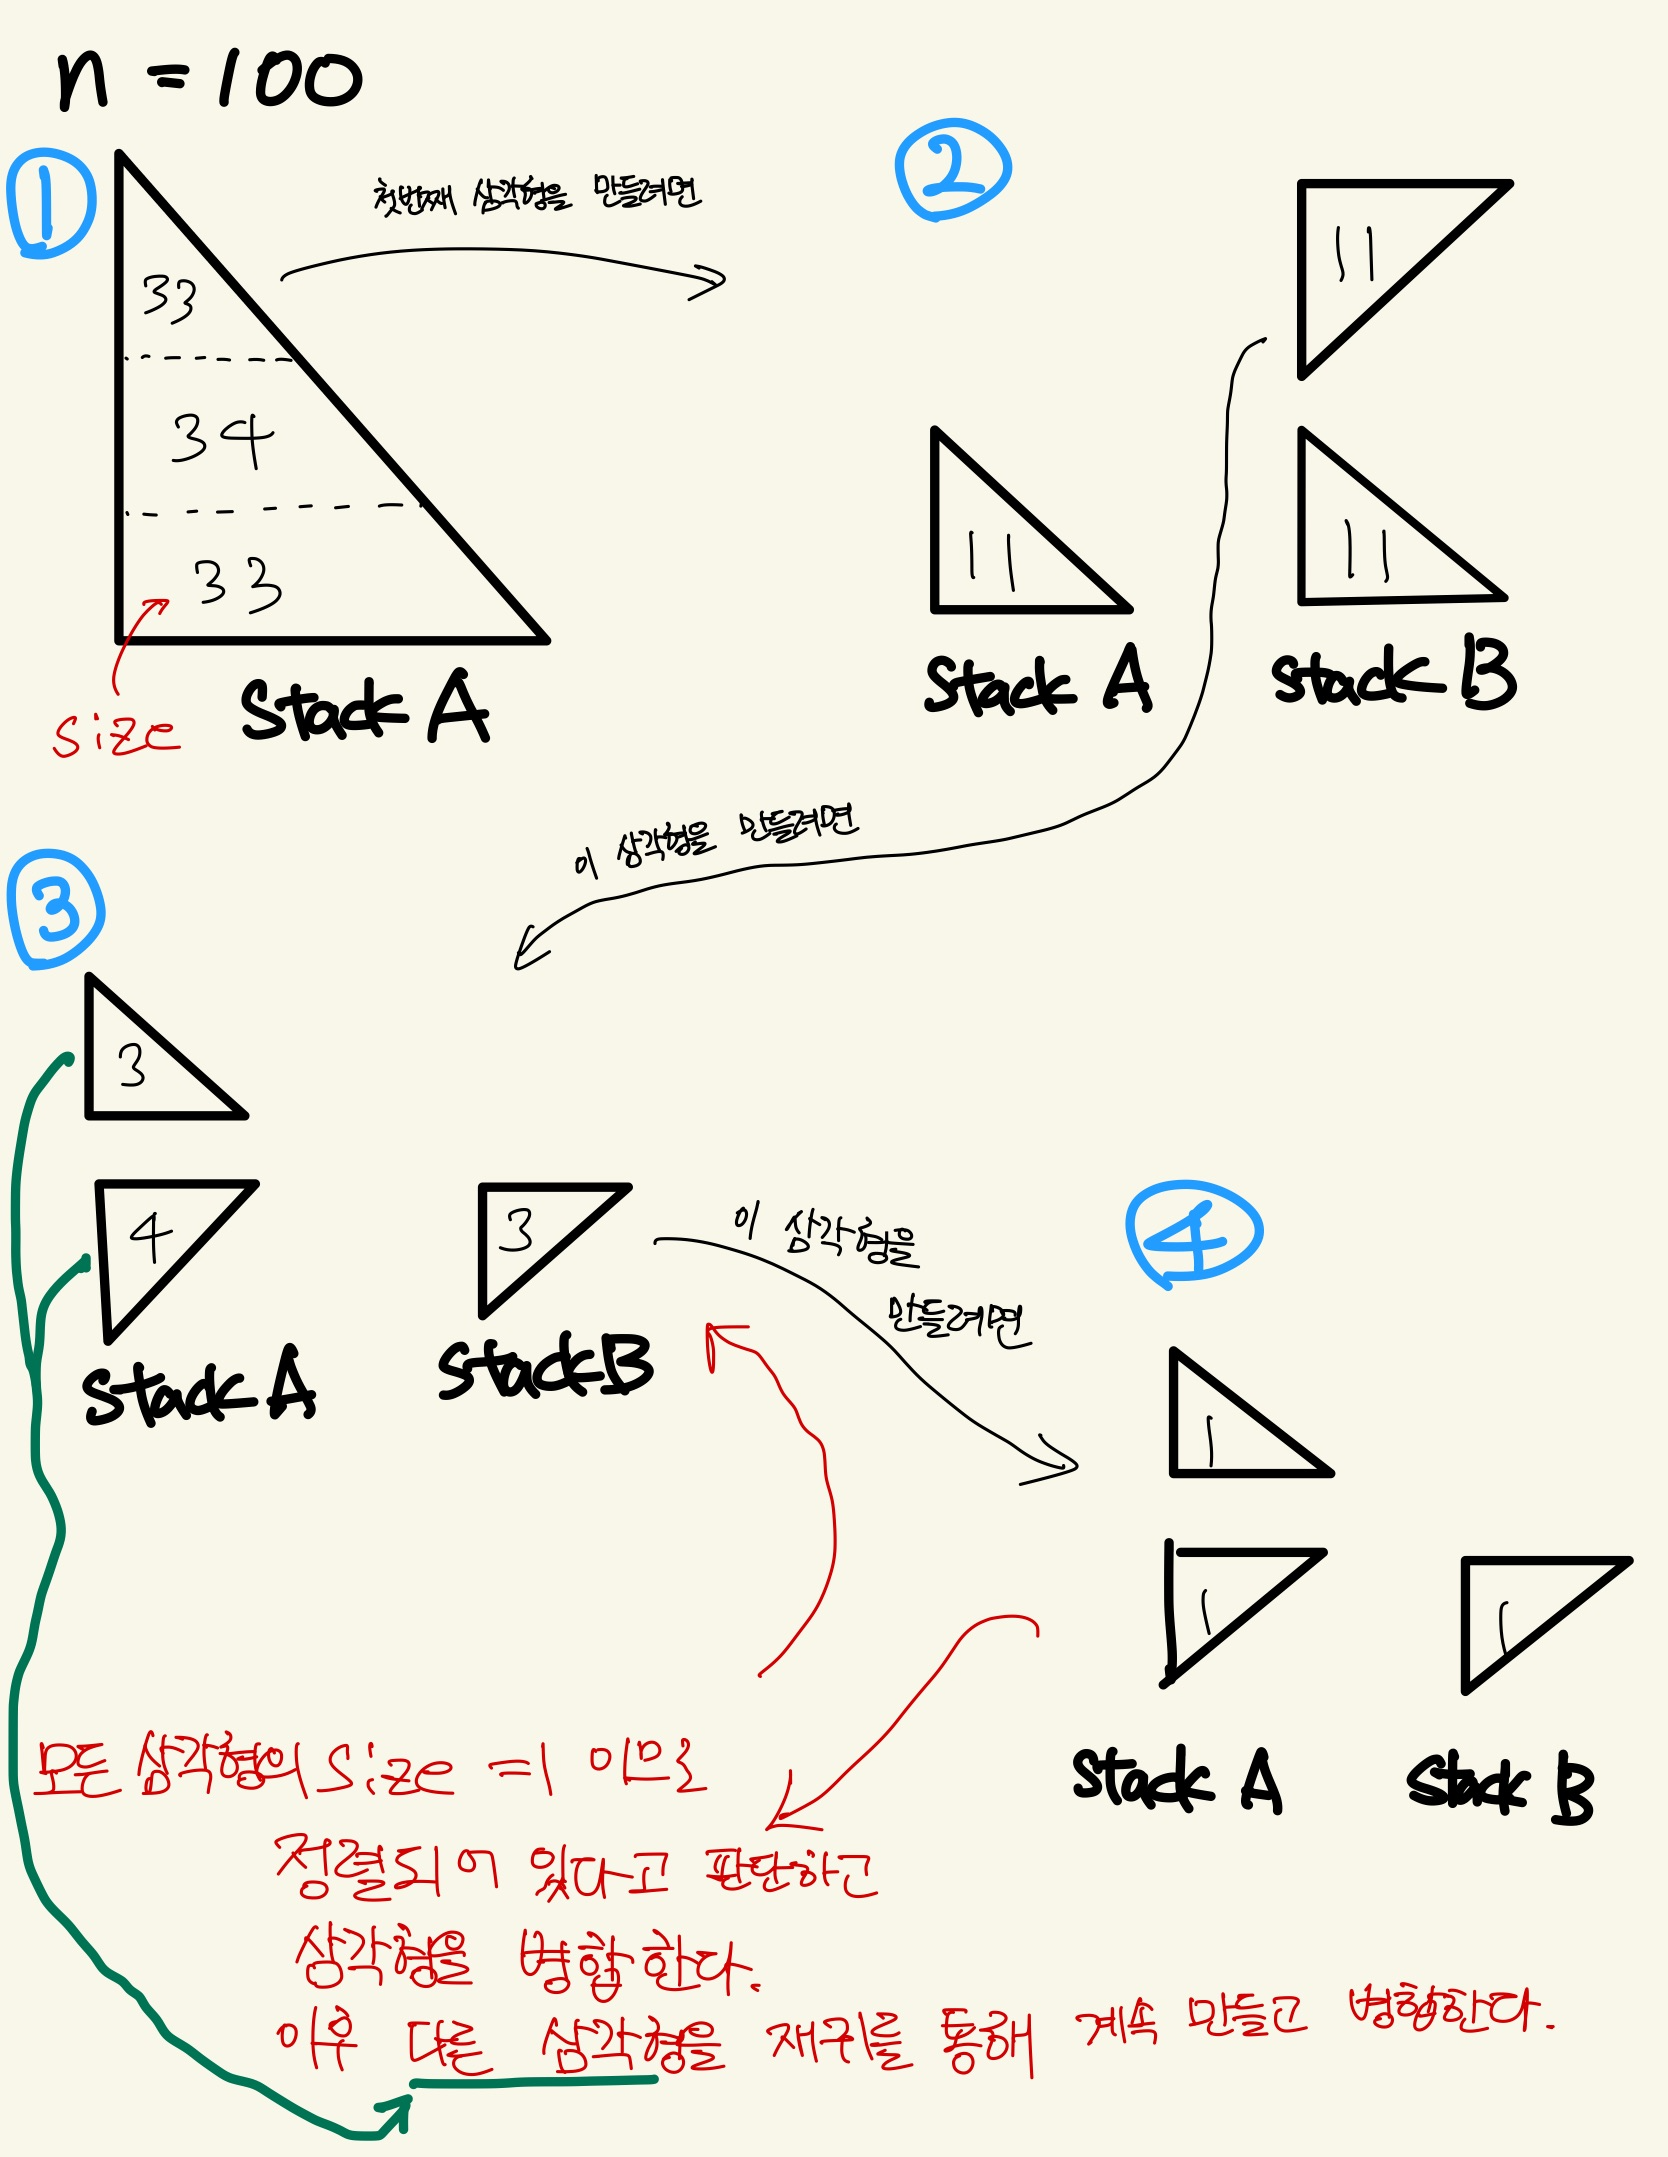 n = 100
①
첫번째 삼각형을 만들려면
33
34
33
size
Stack A
②
11
11
11
Stack A
Stack B
이 삼각형을 만들려면
③
3
4
3
Stack A
Stack B
이 삼각형을
만들려면
④
1
1
1
Stack A
Stack B
모든 삼각형이 size = 1 이므로
정렬되어 있다고 판단하고
삼각형을 병합한다.
이후 다른 삼각형을 재귀를 통해 계속 만들고 병합한다.